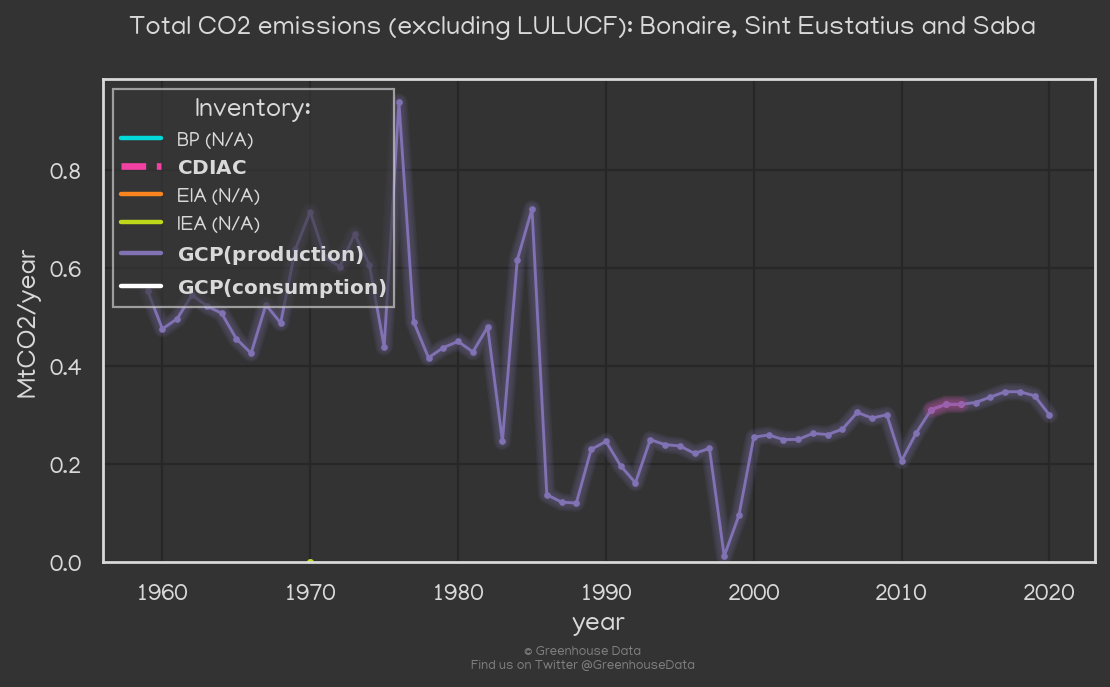 Total CO2 emissions (excluding LULUCF): Bonaire, Sint Eustatius and Saba
Inventory:
BP (N/A)
CDIAC
EIA (N/A)
IEA (N/A)
GCP(production)
GCP(consumption)
MtCO2/year
0.8
0.6
0.4
0.2
0.0
1960 1970 1980 1990 2000 2010 2020
year
© Greenhouse Data
Find us on Twitter @GreenhouseData